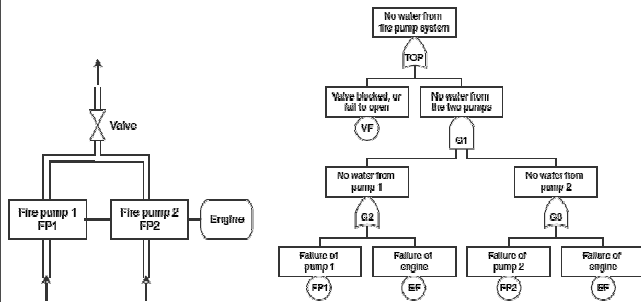 Valve
Fire pump 1
FP1
Fire pump 2
FP2
Engine
No water from
fire pump system
TOP
Valve blocked, or
fail to open
VF
No water from
the two pumps
G1
No water from
pump 1
G2
No water from
pump 2
G3
Failure of
pump 1
FP1
Failure of
engine
EF
Failure of
pump 2
FP2
Failure of
engine
EF